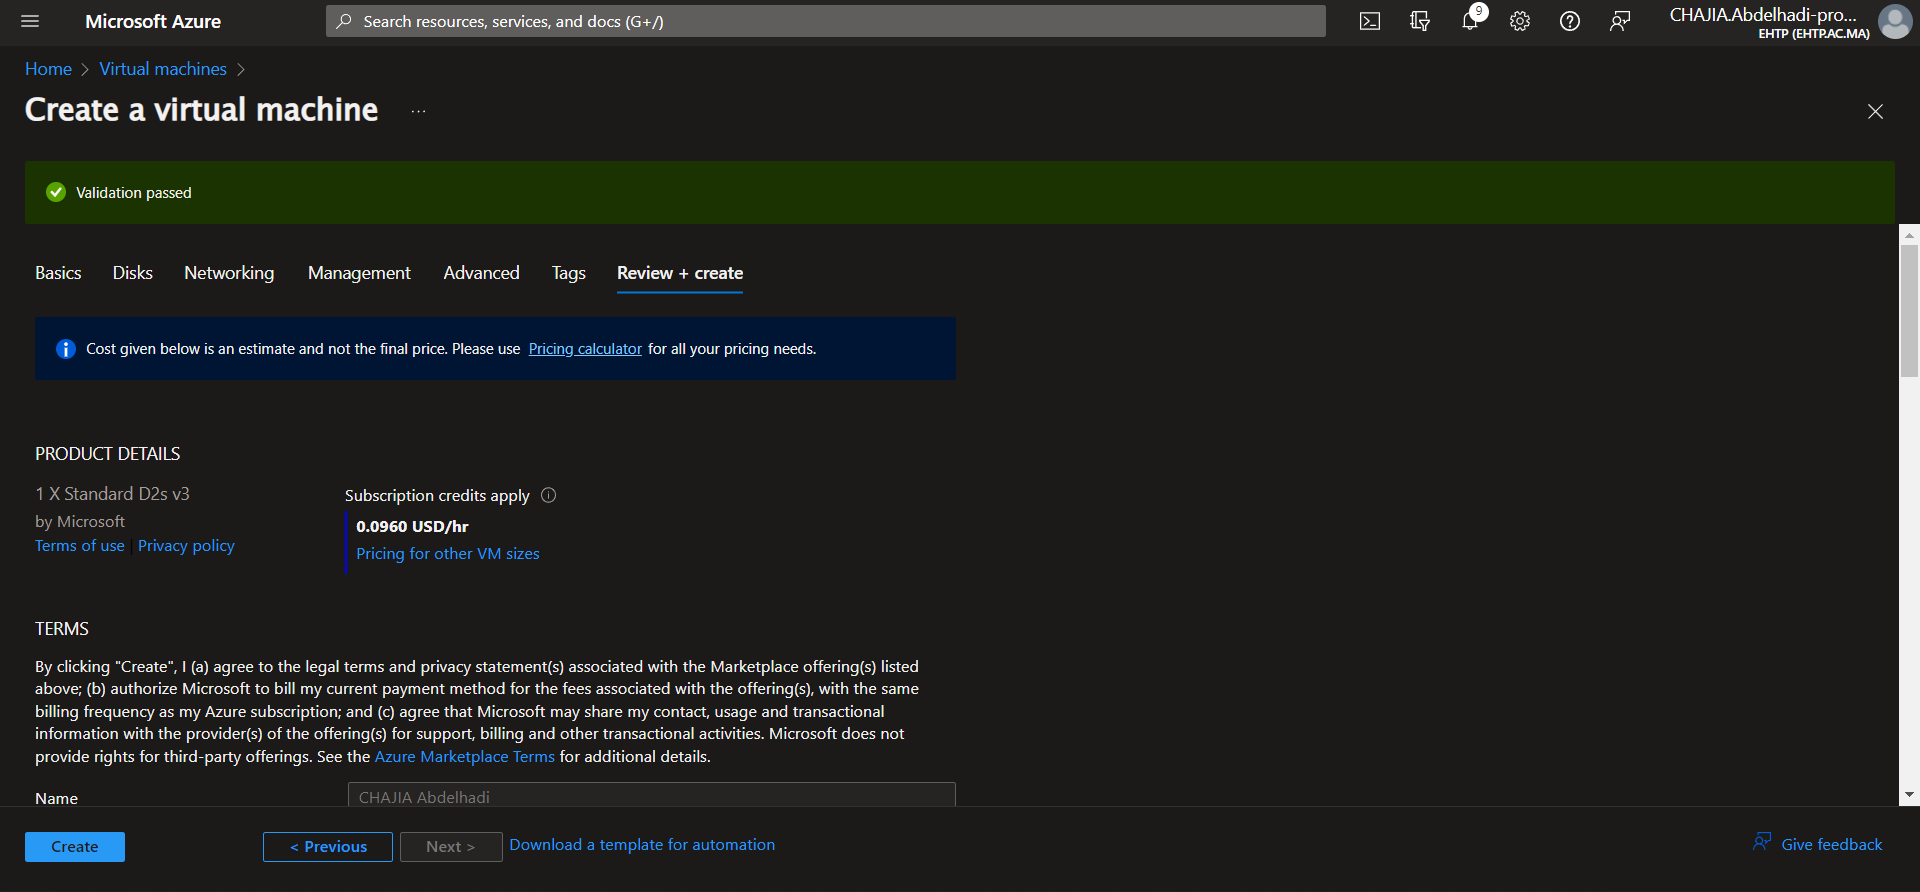 Microsoft Azure
Search resources, services, and docs (G+/)
9
CHAJIA.Abdelhadi-pro...
EHTP (EHTP.AC.MA)
Home > Virtual machines >
Create a virtual machine ...
Validation passed
Basics Disks Networking Management Advanced Tags Review + create
Cost given below is an estimate and not the final price. Please use Pricing calculator for all your pricing needs.
PRODUCT DETAILS
1 X Standard D2s v3
by Microsoft
Terms of use | Privacy policy
Subscription credits apply
0.0960 USD/hr
Pricing for other VM sizes
TERMS
By clicking "Create", I (a) agree to the legal terms and privacy statement(s) associated with the Marketplace offering(s) listed
above; (b) authorize Microsoft to bill my current payment method for the fees associated with the offering(s), with the same
billing frequency as my Azure subscription; and (c) agree that Microsoft may share my contact, usage and transactional
information with the provider(s) of the offering(s) for support, billing and other transactional activities. Microsoft does not
provide rights for third-party offerings. See the Azure Marketplace Terms for additional details.
Name CHAJIA Abdelhadi
Create < Previous Next > Download a template for automation Give feedback